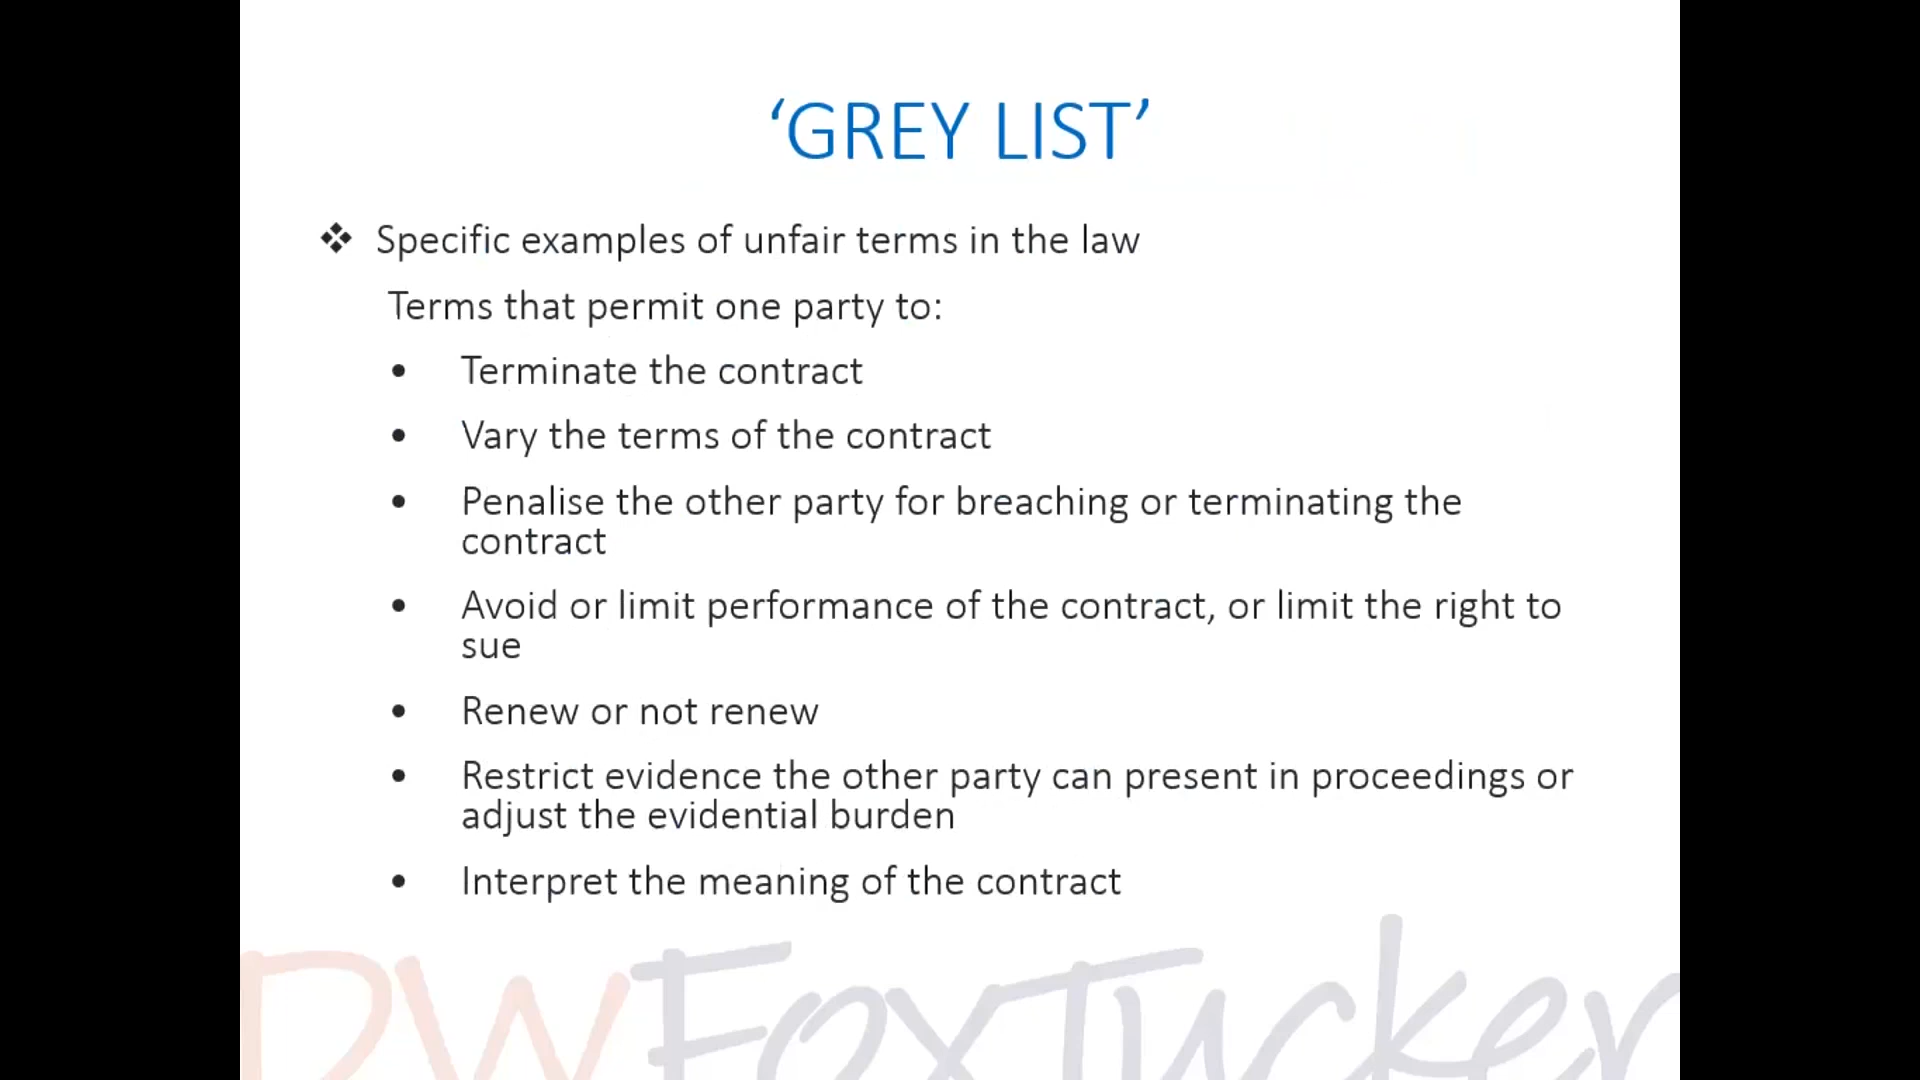 ‘GREY LIST’
❖ Specific examples of unfair terms in the law
Terms that permit one party to:
• Terminate the contract
• Vary the terms of the contract
• Penalise the other party for breaching or terminating the
contract
• Avoid or limit performance of the contract, or limit the right to
sue
• Renew or not renew
• Restrict evidence the other party can present in proceedings or
adjust the evidential burden
• Interpret the meaning of the contract
DWFoxTucker